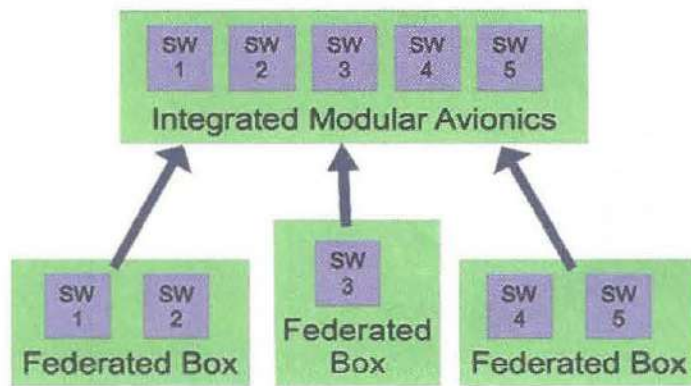 SW SW SW SW SW
1 2 3 4 5
Integrated Modular Avionics
SW SW
1 2
Federated Box
SW
3
Federated
Box
SW SW
4 5
Federated Box